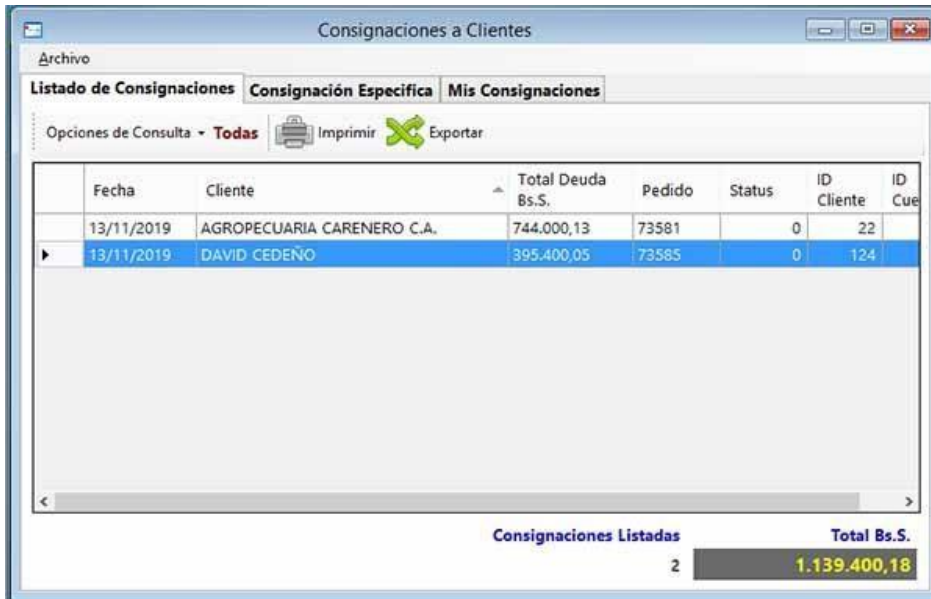 Consignaciones a Clientes
Archivo
Listado de Consignaciones Consignación Especifica Mis Consignaciones
Opciones de Consulta Todas Imprimir Exportar
Fecha Cliente Total Deuda Bs.S. Pedido Status ID Cliente ID Cue
13/11/2019 AGROPECUARIA CARENERO C.A. 744.000,13 73581 0 22
13/11/2019 DAVID CEDEÑO 395.400,05 73585 0 124
Consignaciones Listadas Total Bs.S.
2 1.139.400,18